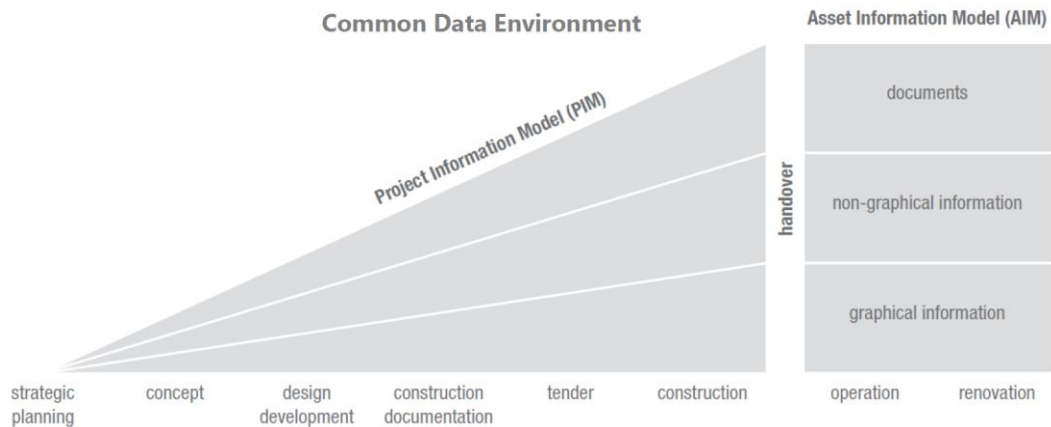 Common Data Environment
Asset Information Model (AIM)
Project Information Model (PIM)
handover
documents
non-graphical information
graphical information
strategic
planning
concept
design
development
construction
documentation
tender
construction
operation
renovation